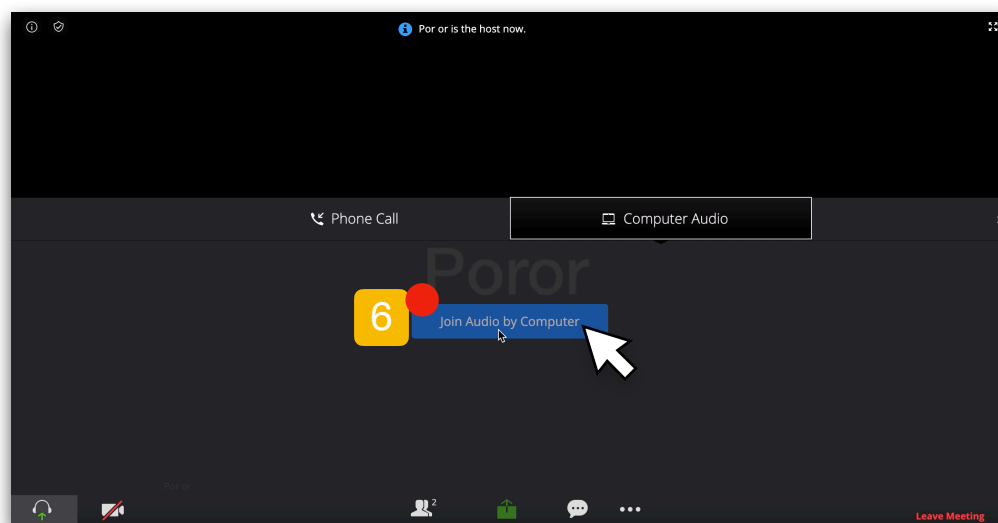 Por or is the host now.
Phone Call
Computer Audio
Poror
6
Join Audio by Computer
Por or
2
Leave Meeting